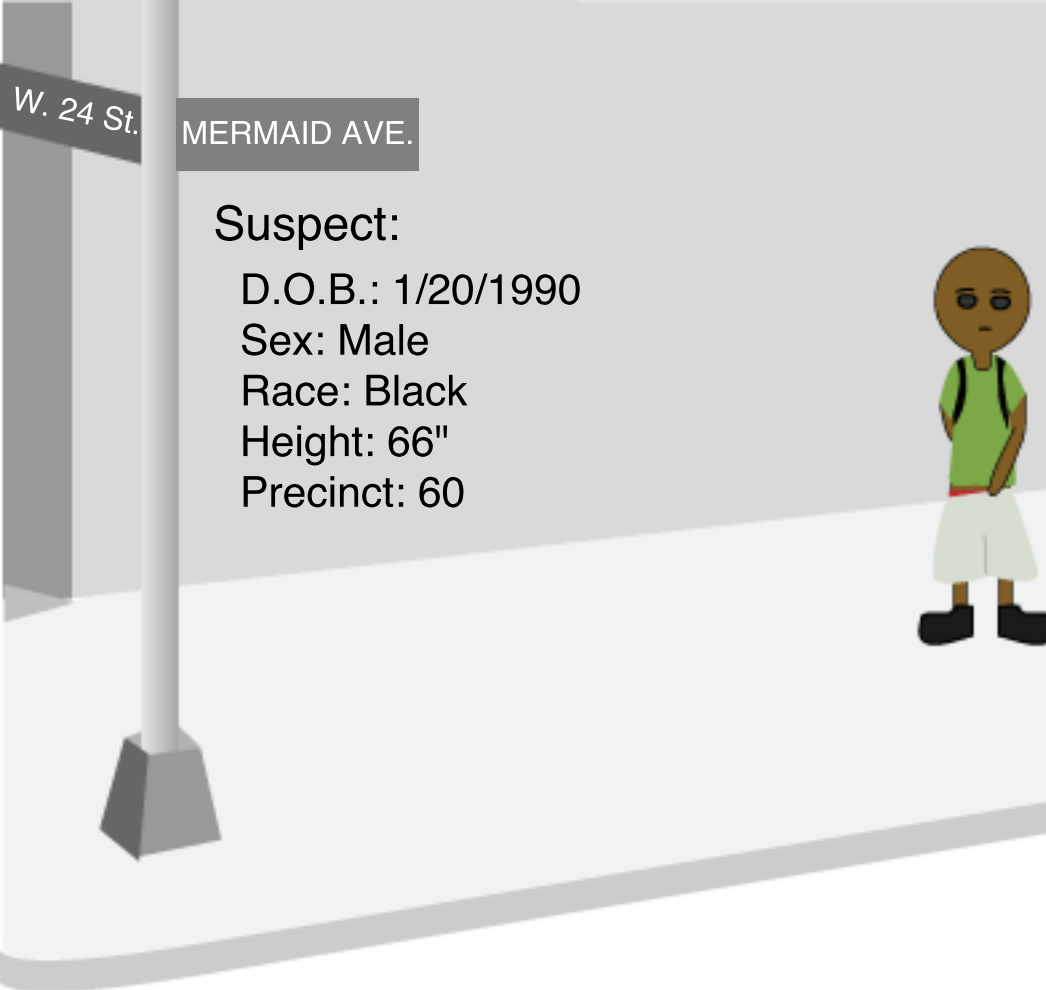 W. 24 St.
MERMAID AVE.
Suspect:
D.O.B.: 1/20/1990
Sex: Male
Race: Black
Height: 66"
Precinct: 60